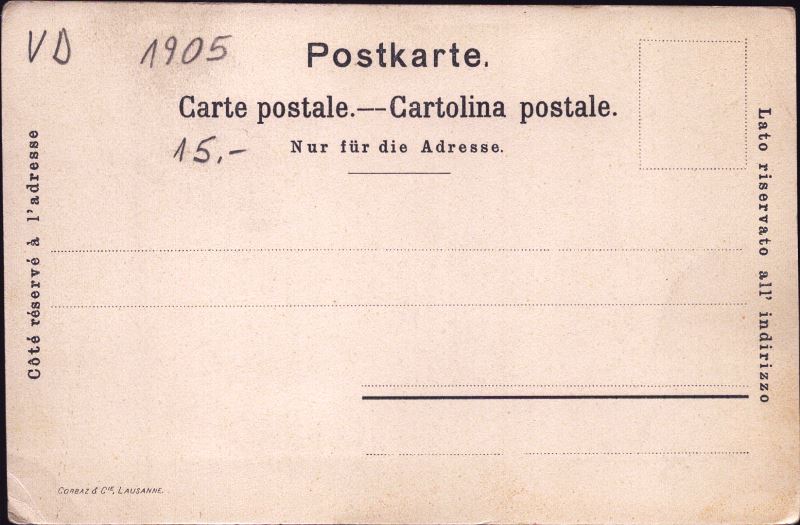 VD 1905
Postkarte.
Carte postale.—Cartolina postale.
15,-
Nur für die Adresse.
Côté réservé à l'adresse
Lato riservato all' indirizzo
CORBAZ & Cie, LAUSANNE.